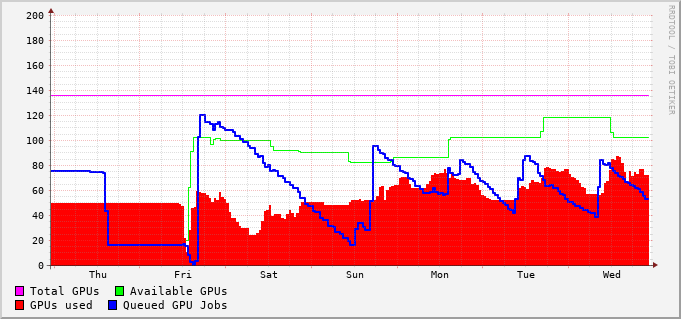 200
180
160
140
120
100
80
60
40
20
0
Thu Fri Sat Sun Mon Tue Wed
Total GPUs Available GPUs
GPUs used Queued GPU Jobs
RRDTOOL / TOBI OETIKER